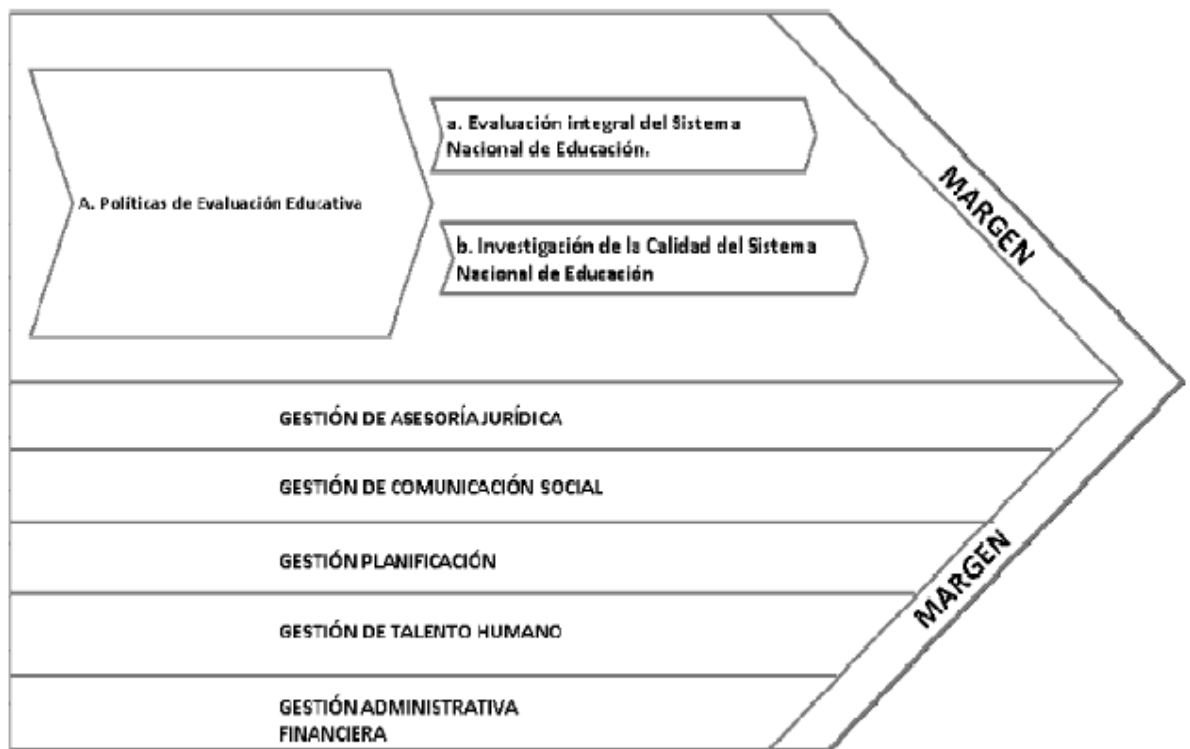 a. Evaluación integral del Sistema
Nacional de Educación.
A. Políticas de Evaluación Educativa
b. Investigación de la Calidad del Sistema
Nacional de Educación
MARGEN
GESTIÓN DE ASESORÍA JURÍDICA
GESTIÓN DE COMUNICACIÓN SOCIAL
GESTIÓN PLANIFICACIÓN
GESTIÓN DE TALENTO HUMANO
GESTIÓN ADMINISTRATIVA
FINANCIERA
MARGEN